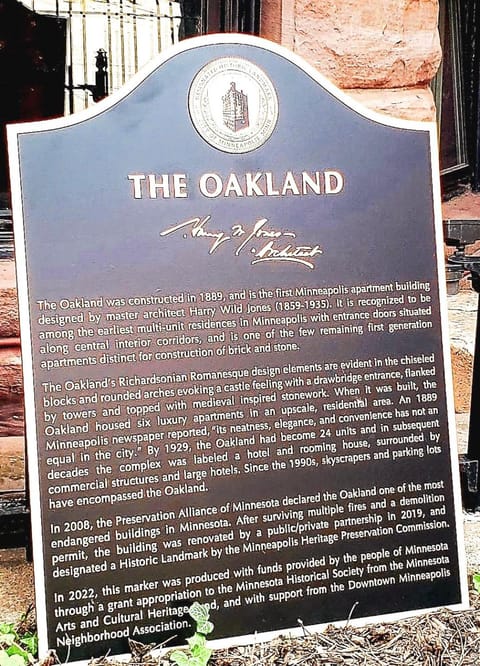 DESIGNATED HISTORIC LANDMARK
CITY OF MINNEAPOLIS
THE OAKLAND
Harry W Jones
Architect
The Oakland was constructed in 1889, and is the first Minneapolis apartment building
designed by master architect Harry Wild Jones (1859-1935). It is recognized to be
among the earliest multi-unit residences in Minneapolis with entrance doors situated
along central interior corridors, and is one of the few remaining first generation
apartments distinct for construction of brick and stone.
The Oakland's Richardsonian Romanesque design elements are evident in the chiseled
blocks and rounded arches evoking a castle feeling with a drawbridge entrance, flanked
by towers and topped with medieval inspired stonework. When it was built, the
Oakland housed six luxury apartments in an upscale, residential area. An 1889
Minneapolis newspaper reported, "its neatness, elegance, and convenience has not an
equal in the city." By 1929, the Oakland had become 24 units and in subsequent
decades the complex was labeled a hotel and rooming house, surrounded by
commercial structures and large hotels. Since the 1990s, skyscrapers and parking lots
have encompassed the Oakland.
In 2008, the Preservation Alliance of Minnesota declared the Oakland one of the most
endangered buildings in Minnesota. After surviving multiple fires and a demolition
permit, the building was renovated by a public/private partnership in 2019, and
designated a Historic Landmark by the Minneapolis Heritage Preservation Commission.
In 2022, this marker was produced with funds provided by the people of Minnesota
through a grant appropriation to the Minnesota Historical Society from the Minnesota
Arts and Cultural Heritage and, and with support from the Downtown Minneapolis
Neighborhood Association.